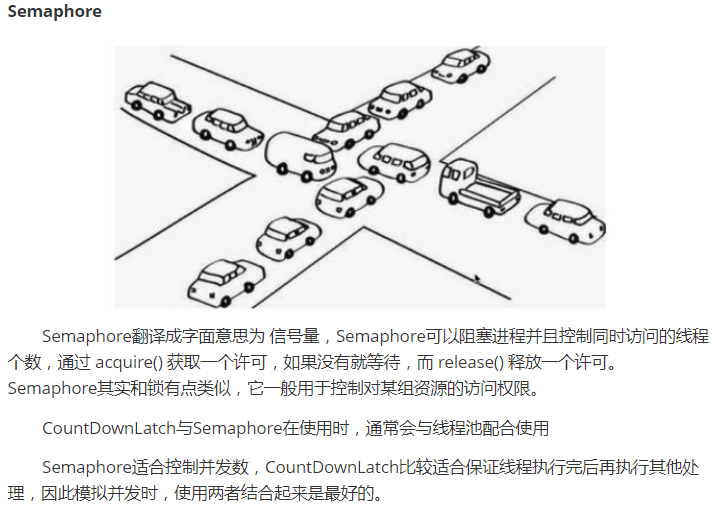 Semaphore
Semaphore翻译成字面意思为 信号量，Semaphore可以阻塞进程并且控制同时访问的线程
个数，通过 acquire() 获取一个许可，如果没有就等待，而 release() 释放一个许可。
Semaphore其实和锁有点类似，它一般用于控制对某组资源的访问权限。
CountDownLatch与Semaphore在使用时，通常会与线程池配合使用
Semaphore适合控制并发数，CountDownLatch比较适合保证线程执行完后再执行其他处
理，因此模拟并发时，使用两者结合起来是最好的。